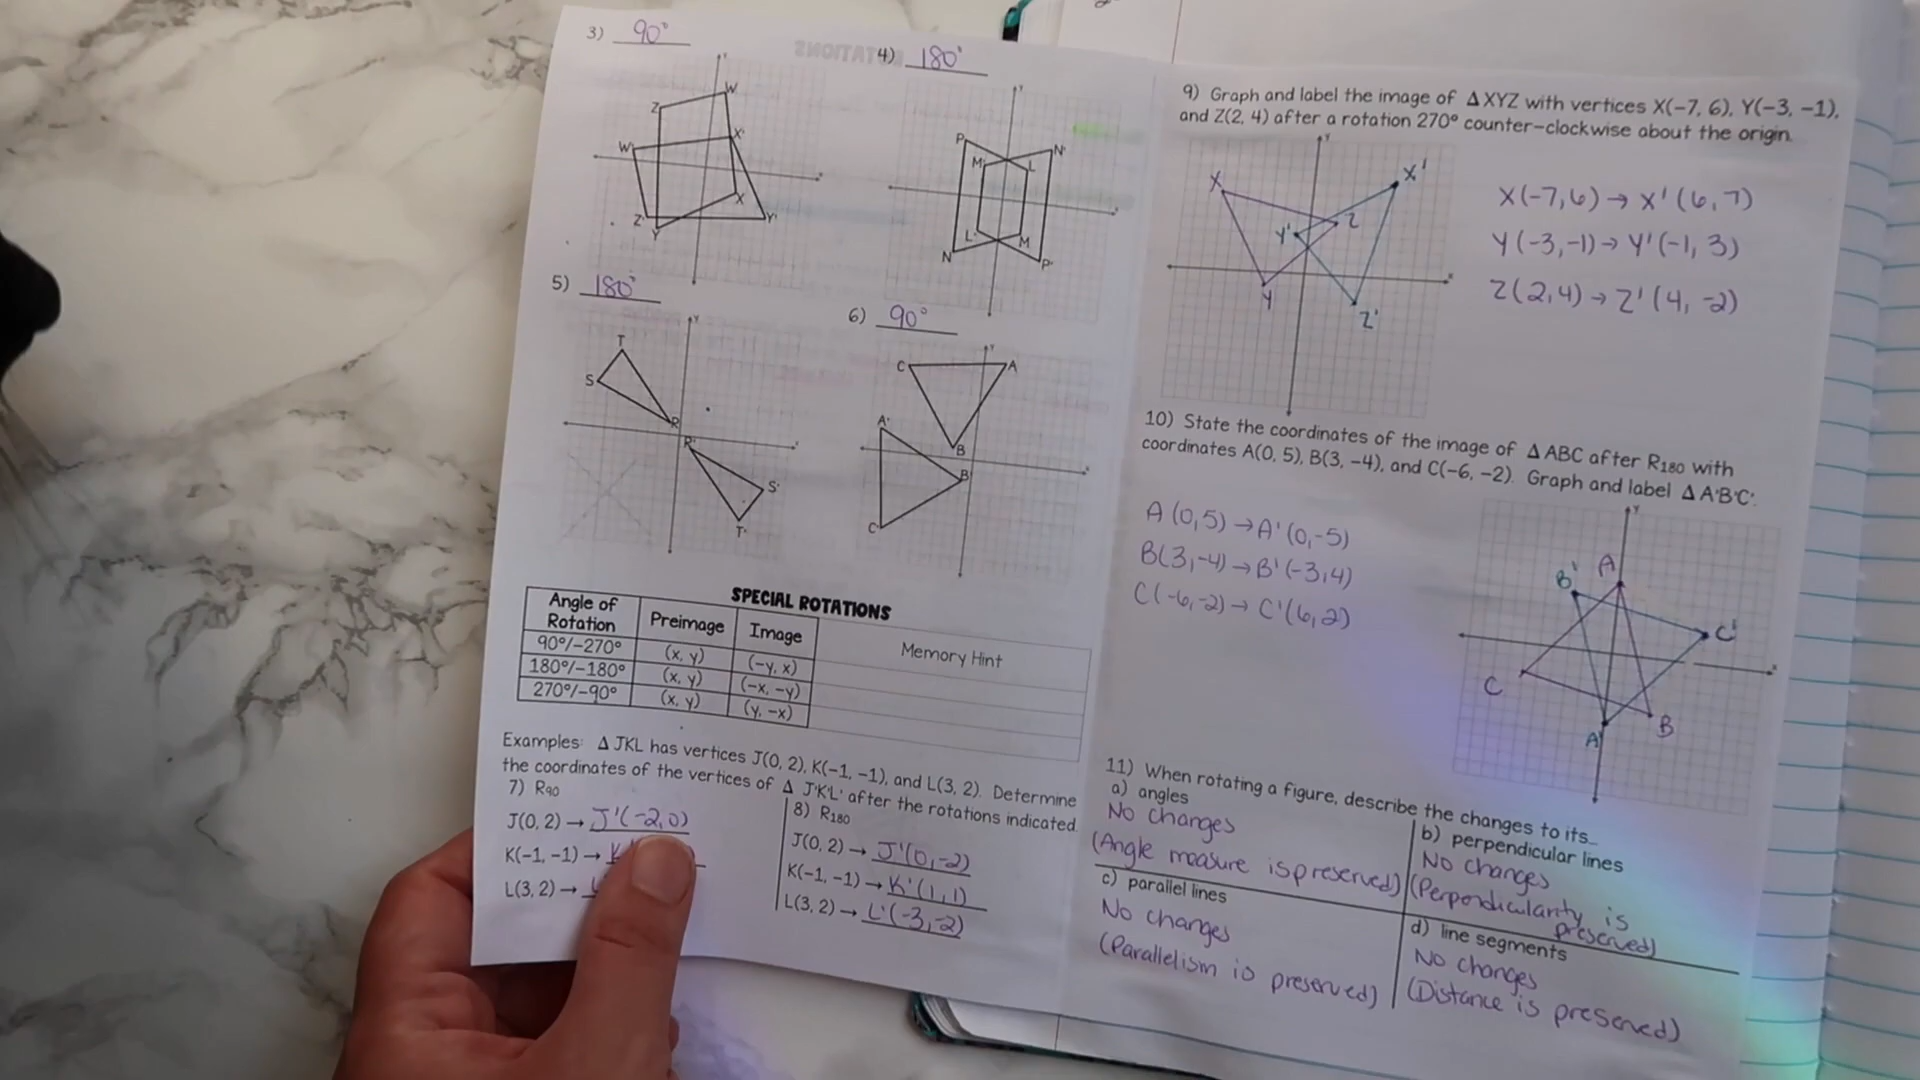 3) 90°
4) 180°
W
Z
X'
W'
X
Z'
Y
Y'
P
N'
M'
L
L'
M
N
P'
5) 180°
6) 90°
Y
T
S
R
R'
S'
T'
Y
C
A
A'
B
B'
C'
SPECIAL ROTATIONS
Angle of Rotation Preimage Image Memory Hint
90°/-270° (x, y) (-y, x)
180°/-180° (x, y) (-x, -y)
270°/-90° (x, y) (y, -x)
Examples: Δ JKL has vertices J(0, 2), K(-1, -1), and L(3, 2). Determine
the coordinates of the vertices of Δ J'K'L' after the rotations indicated.
7) R90
J(0, 2) → J'(-2,0)
K(-1, -1) →
L(3, 2) →
8) R180
J(0, 2) → J'(0,-2)
K(-1, -1) → K'(1,1)
L(3, 2) → L'(-3,-2)
9) Graph and label the image of Δ XYZ with vertices X(-7, 6), Y(-3, -1),
and Z(2, 4) after a rotation 270° counter-clockwise about the origin.
X
X'
Y'
Z
Y
Z'
X(-7,6) → X'(6,7)
Y(-3,-1) → Y'(-1, 3)
Z(2,4) → Z'(4, -2)
10) State the coordinates of the image of Δ ABC after R180 with
coordinates A(0, 5), B(3, -4), and C(-6, -2). Graph and label Δ A'B'C'.
A(0,5) → A'(0,-5)
B(3,-4) → B'(-3,4)
C(-6,-2) → C'(6,2)
Y
A
B'
C'
C
B
A'
11) When rotating a figure, describe the changes to its...
a) angles
No changes
(Angle measure is preserved)
b) perpendicular lines
No changes
(Perpendicularity is
preserved)
c) parallel lines
No changes
(Parallelism is preserved)
d) line segments
No changes
(Distance is preserved)